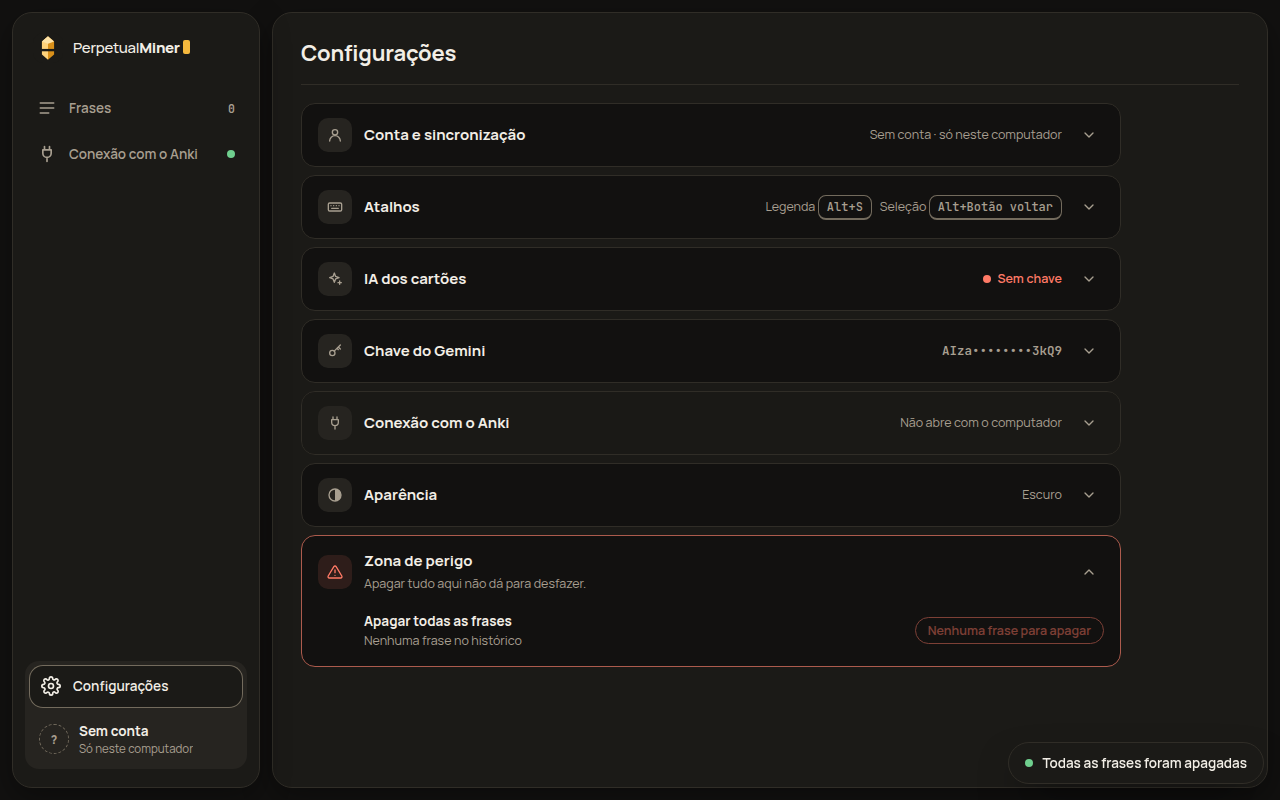 PerpetualMiner
Frases 0
Conexão com o Anki
Configurações
Sem conta
Só neste computador
?
Configurações
Conta e sincronização Sem conta · só neste computador
Atalhos Legenda Alt+S Seleção Alt+Botão voltar
IA dos cartões Sem chave
Chave do Gemini AIza••••••••3kQ9
Conexão com o Anki Não abre com o computador
Aparência Escuro
Zona de perigo
Apagar tudo aqui não dá para desfazer.
Apagar todas as frases
Nenhuma frase no histórico
Nenhuma frase para apagar
Todas as frases foram apagadas